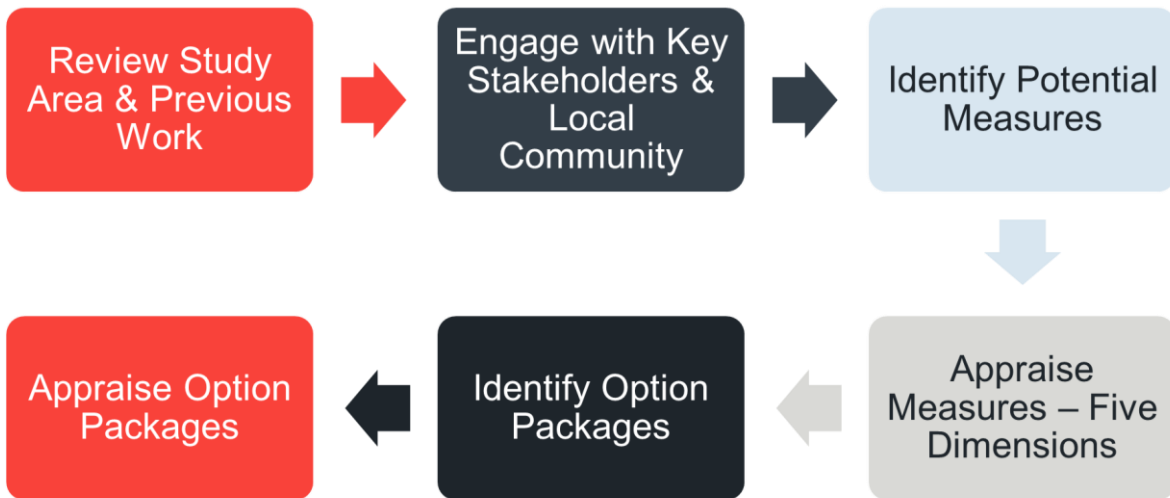 Review Study
Area & Previous
Work
Engage with Key
Stakeholders &
Local
Community
Identify Potential
Measures
Appraise
Measures – Five
Dimensions
Identify Option
Packages
Appraise Option
Packages